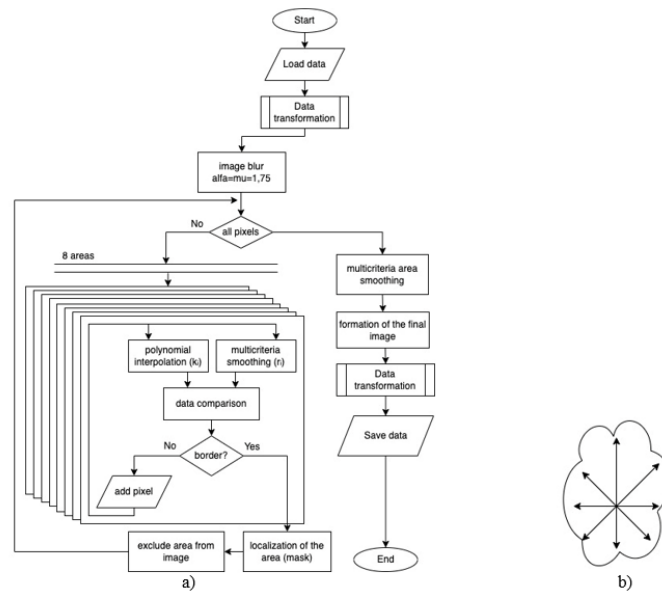 Start
Load data
Data
transformation
image blur
alfa=mu=1,75
No
all pixels
8 areas
multicriteria area
smoothing
formation of the final
image
polynomial
interpolation (kᵢ)
multicriteria
smoothing (rᵢ)
Data
transformation
data comparison
Save data
No
border?
Yes
add pixel
exclude area from
image
localization of the
area (mask)
End
a)
b)